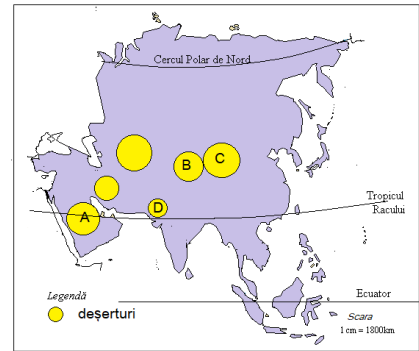 Cercul Polar de Nord
B
C
D
A
Tropicul
Racului
Legendă
deșerturi
Ecuator
Scara
1 cm = 1800km